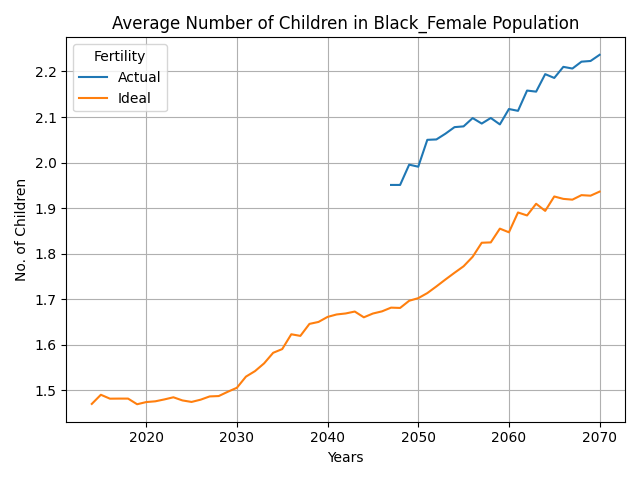 Average Number of Children in Black_Female Population
Fertility
Actual
Ideal
No. of Children
2.2
2.1
2.0
1.9
1.8
1.7
1.6
1.5
2020 2030 2040 2050 2060 2070
Years